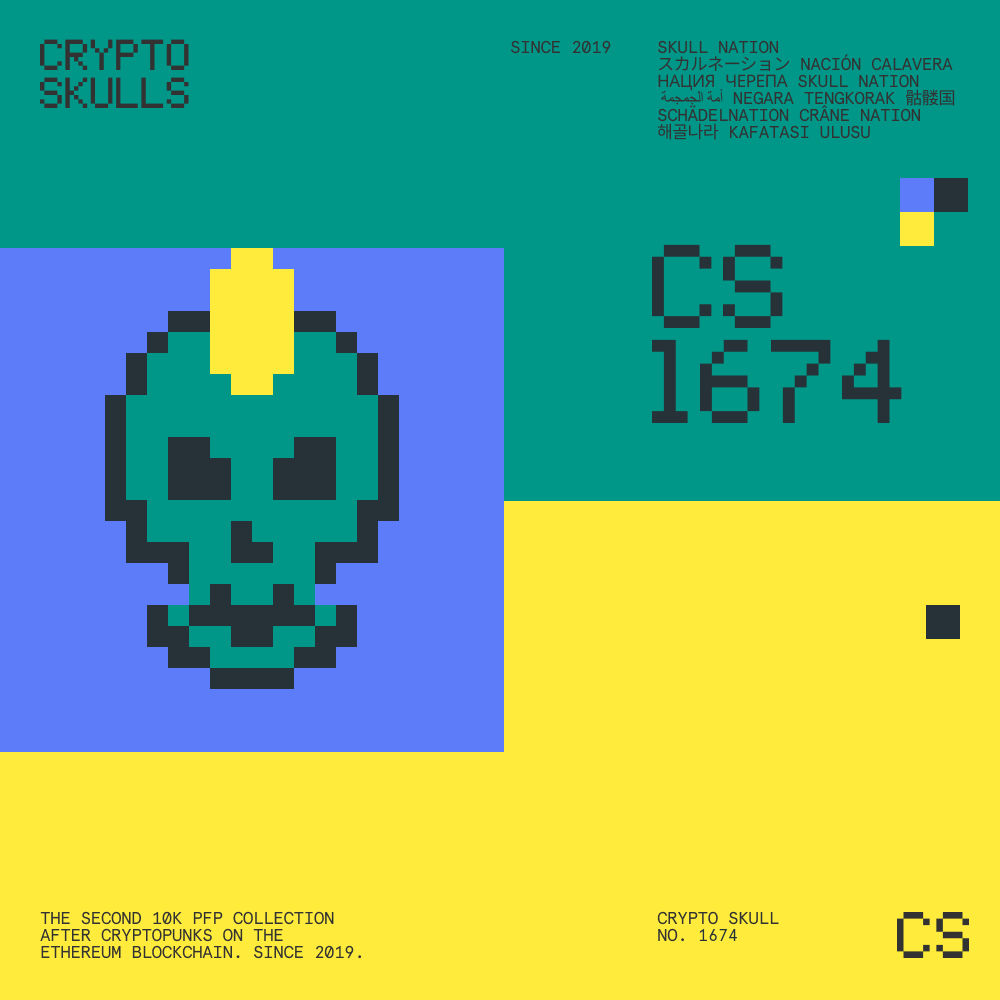 CRYPTO
SKULLS
SINCE 2019
SKULL NATION
スカルネーション NACIÓN CALAVERA
НАЦИЯ ЧЕРЕПА SKULL NATION
أمة الجمجمة NEGARA TENGKORAK 骷髅国
SCHÄDELNATION CRÂNE NATION
해골나라 KAFATASI ULUSU
CS
1674
THE SECOND 10K PFP COLLECTION
AFTER CRYPTOPUNKS ON THE
ETHEREUM BLOCKCHAIN. SINCE 2019.
CRYPTO SKULL
NO. 1674
CS